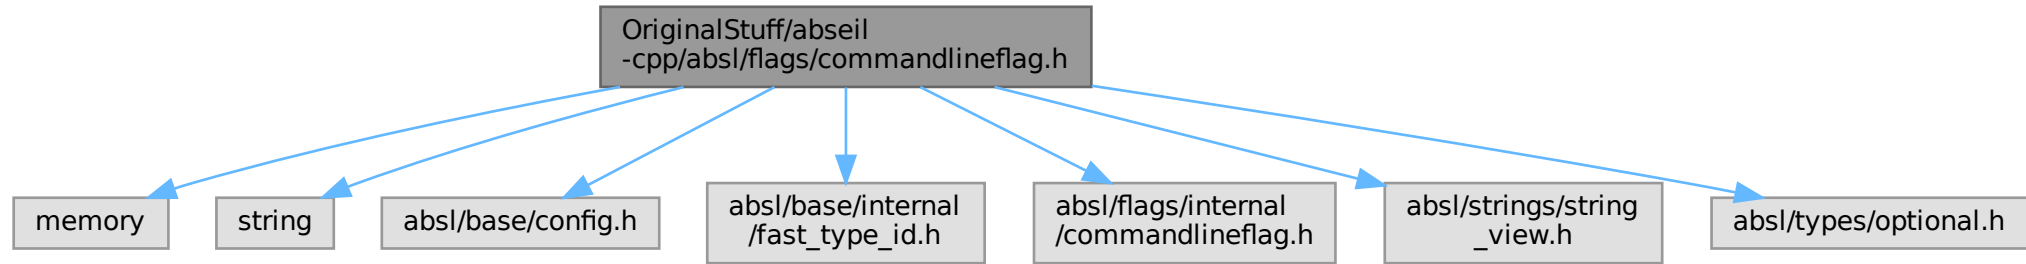 OriginalStuff/abseil
-cpp/absl/flags/commandlineflag.h
memory
string
absl/base/config.h
absl/base/internal
/fast_type_id.h
absl/flags/internal
/commandlineflag.h
absl/strings/string
_view.h
absl/types/optional.h